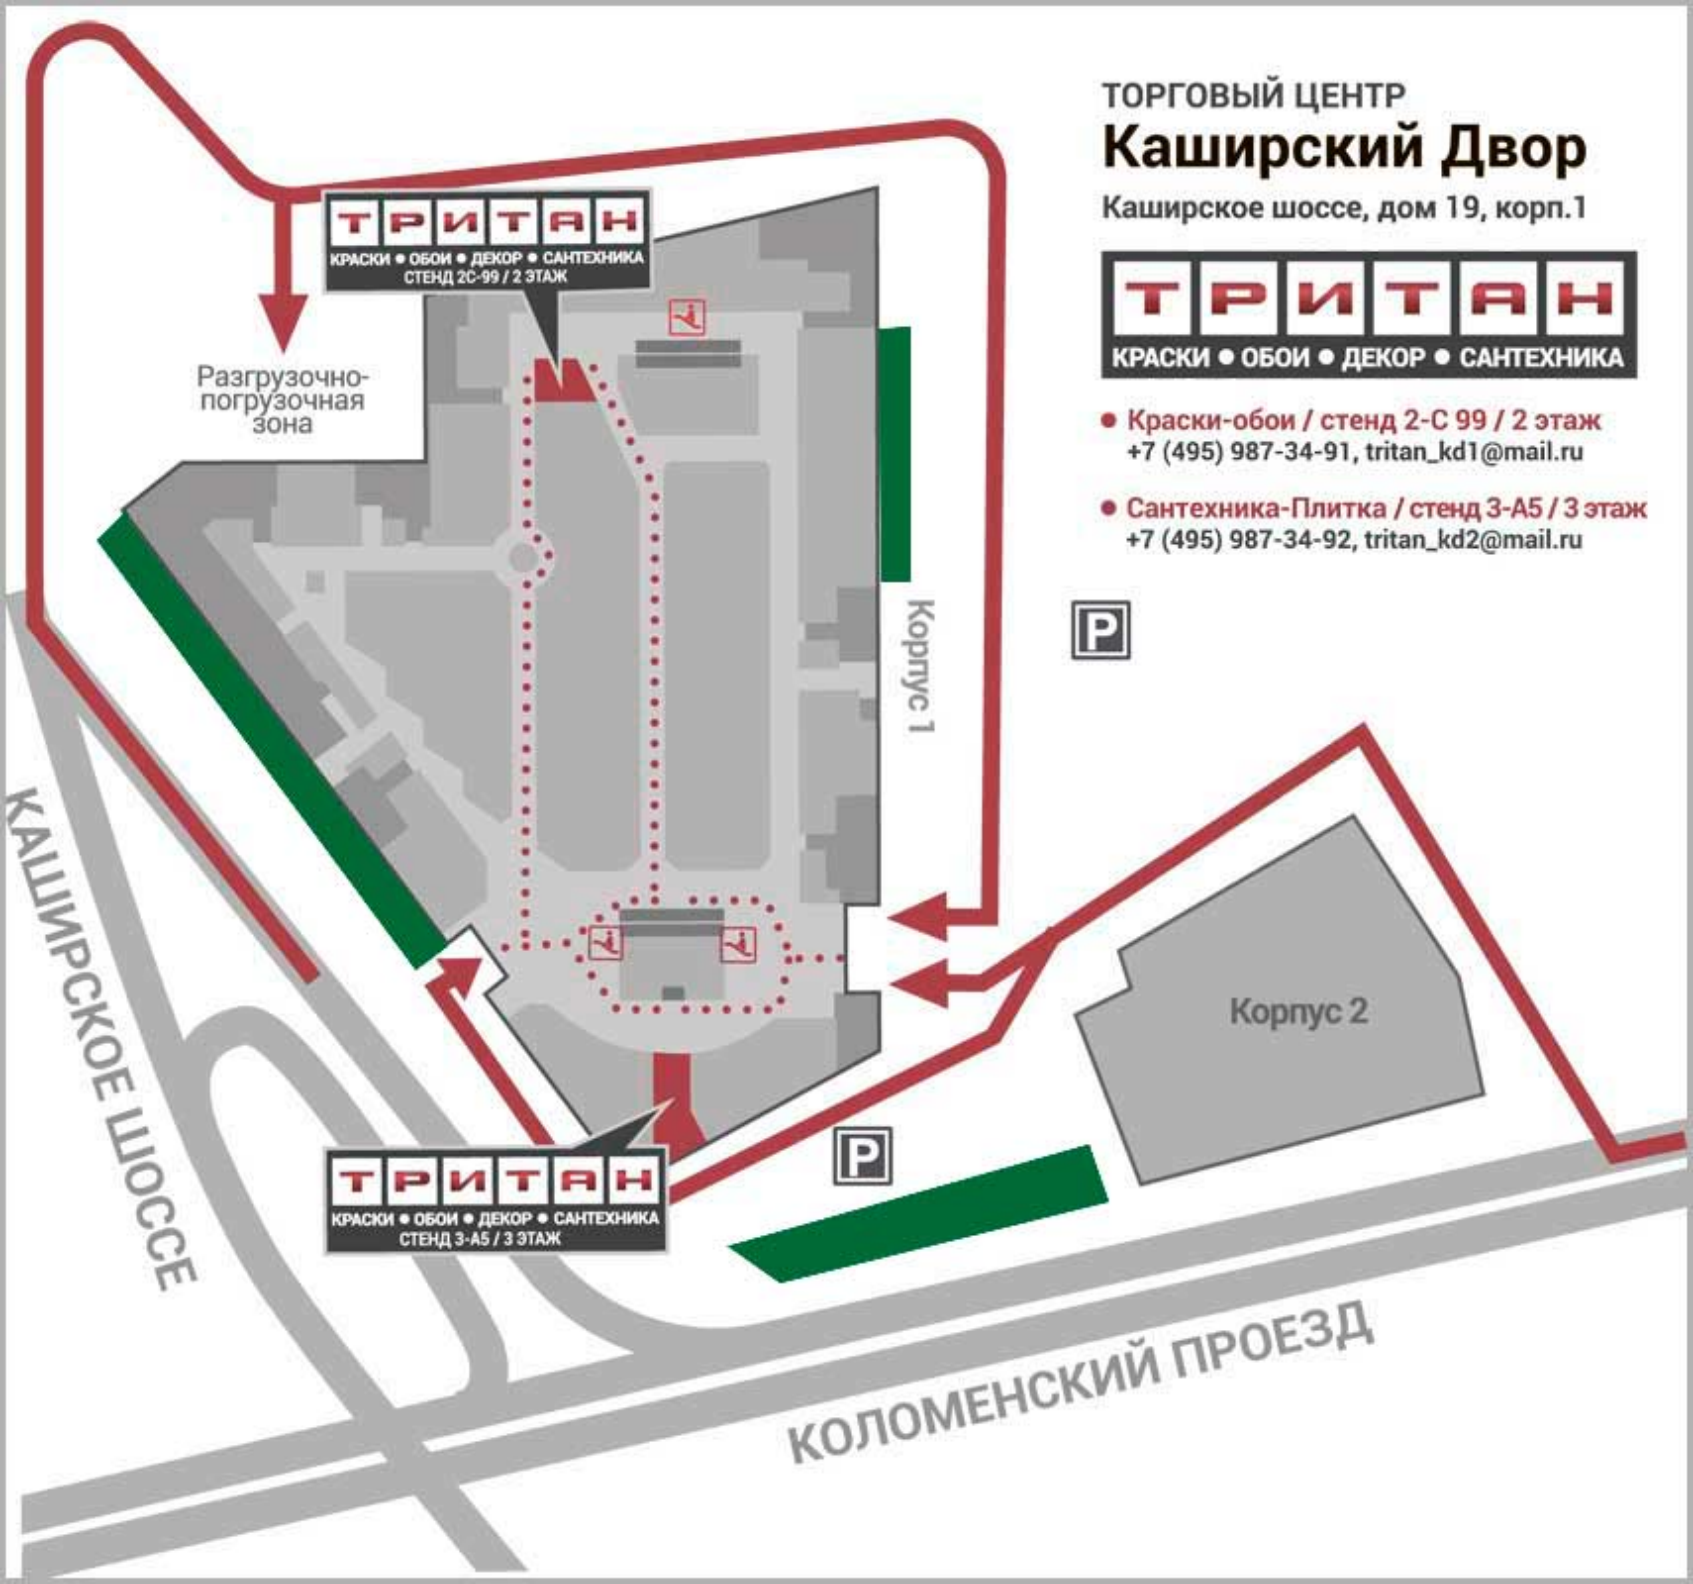 ТОРГОВЫЙ ЦЕНТР
Каширский Двор
Каширское шоссе, дом 19, корп.1
ТРИТАН
КРАСКИ ● ОБОИ ● ДЕКОР ● САНТЕХНИКА
● Краски-обои / стенд 2-С 99 / 2 этаж
+7 (495) 987-34-91, tritan_kd1@mail.ru
● Сантехника-Плитка / стенд 3-А5 / 3 этаж
+7 (495) 987-34-92, tritan_kd2@mail.ru
ТРИТАН
КРАСКИ ● ОБОИ ● ДЕКОР ● САНТЕХНИКА
СТЕНД 2С-99 / 2 ЭТАЖ
Разгрузочно-
погрузочная
зона
Корпус 1
P
КАШИРСКОЕ ШОССЕ
Корпус 2
P
ТРИТАН
КРАСКИ ● ОБОИ ● ДЕКОР ● САНТЕХНИКА
СТЕНД 3-А5 / 3 ЭТАЖ
КОЛОМЕНСКИЙ ПРОЕЗД